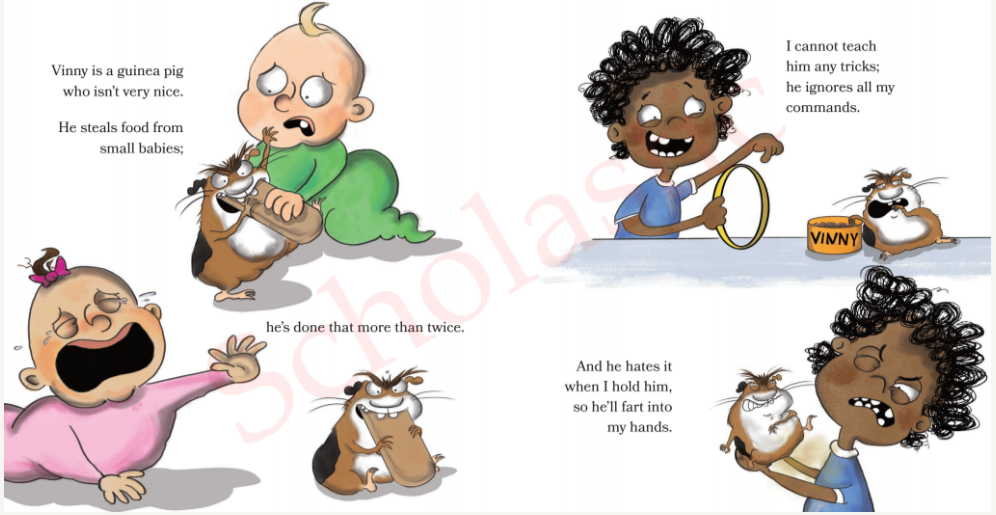 Vinny is a guinea pig
who isn't very nice.
He steals food from
small babies;
he's done that more than twice.
I cannot teach
him any tricks;
he ignores all my
commands.
VINNY
And he hates it
when I hold him,
so he'll fart into
my hands.
Scholastic